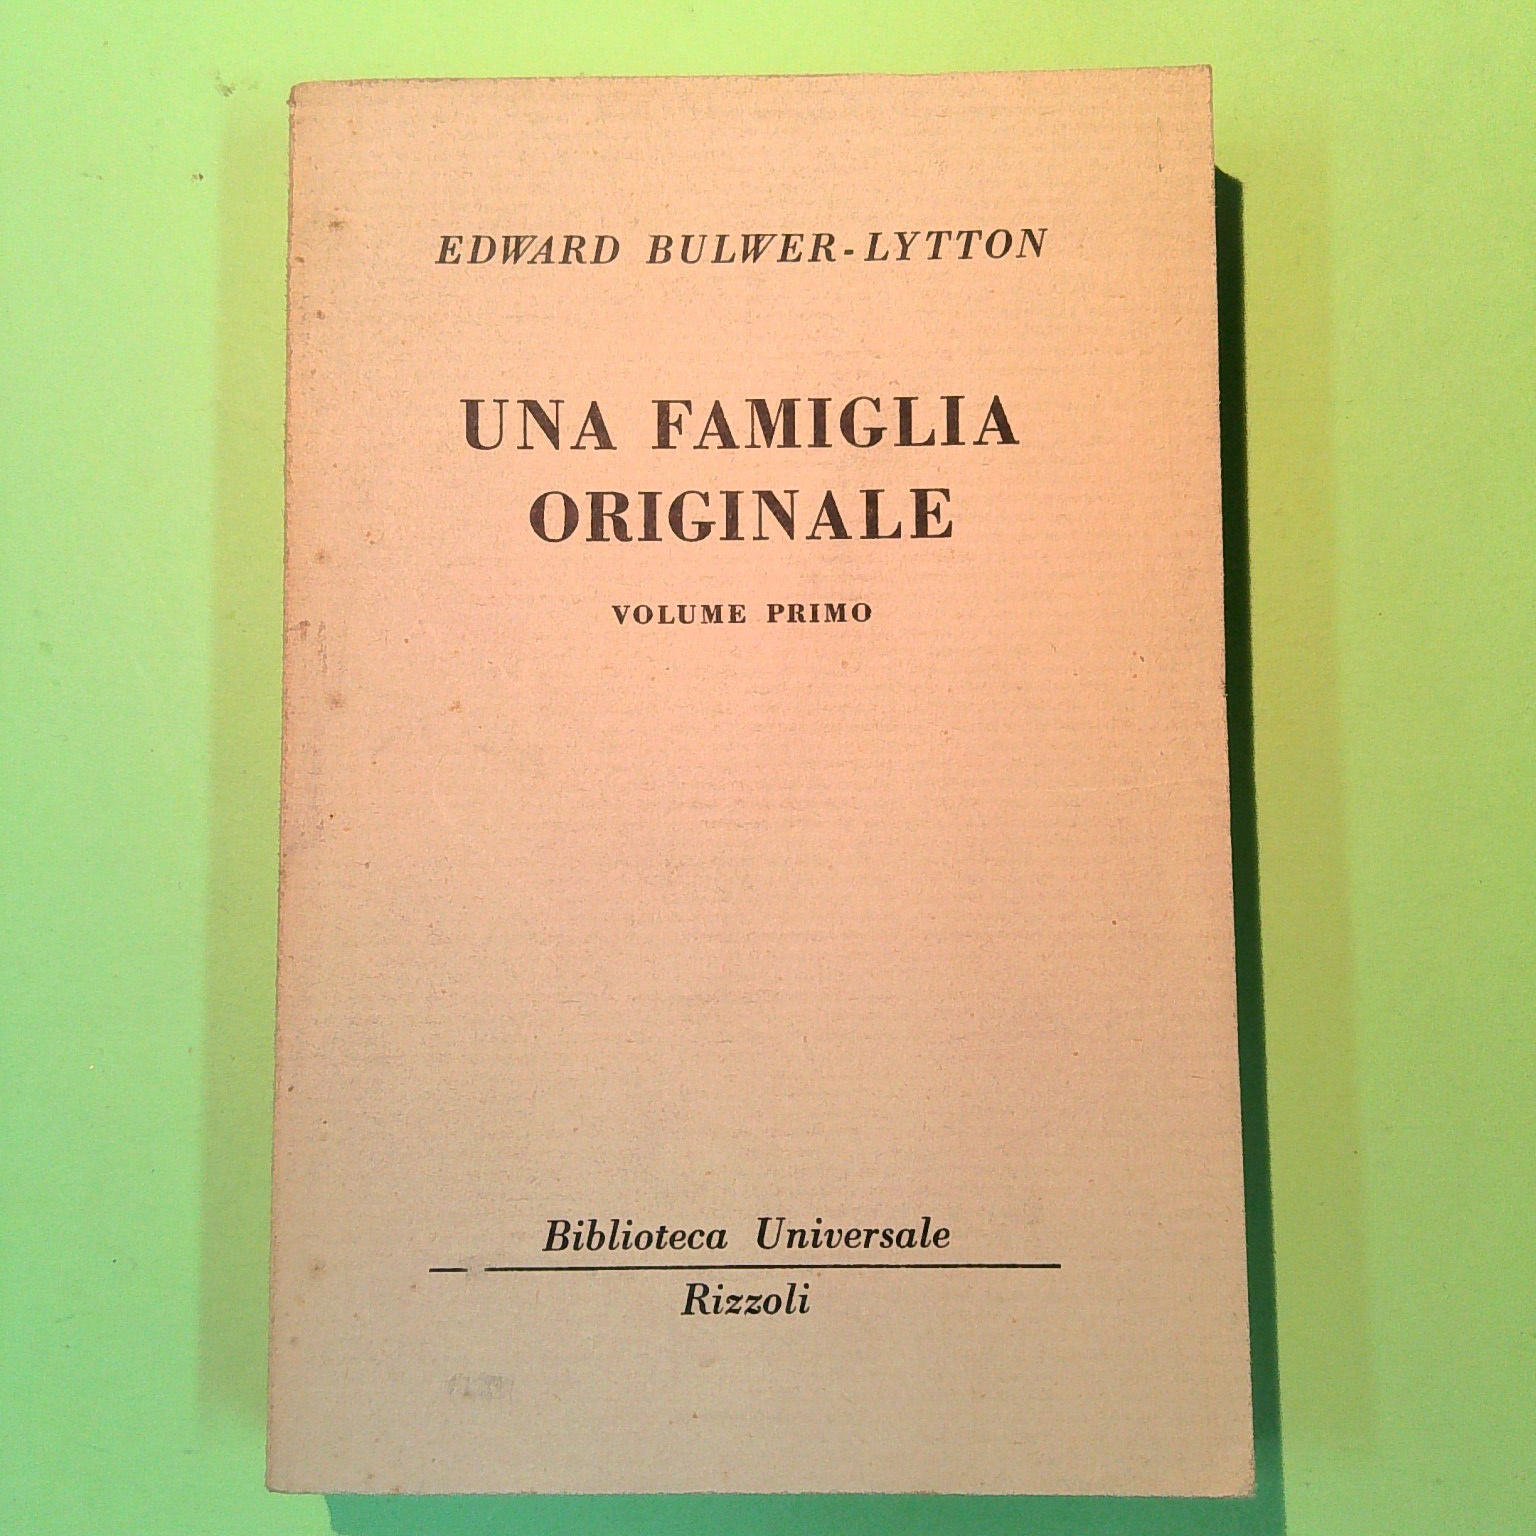 EDWARD BULWER-LYTTON
UNA FAMIGLIA
ORIGINALE
VOLUME PRIMO
Biblioteca Universale
Rizzoli